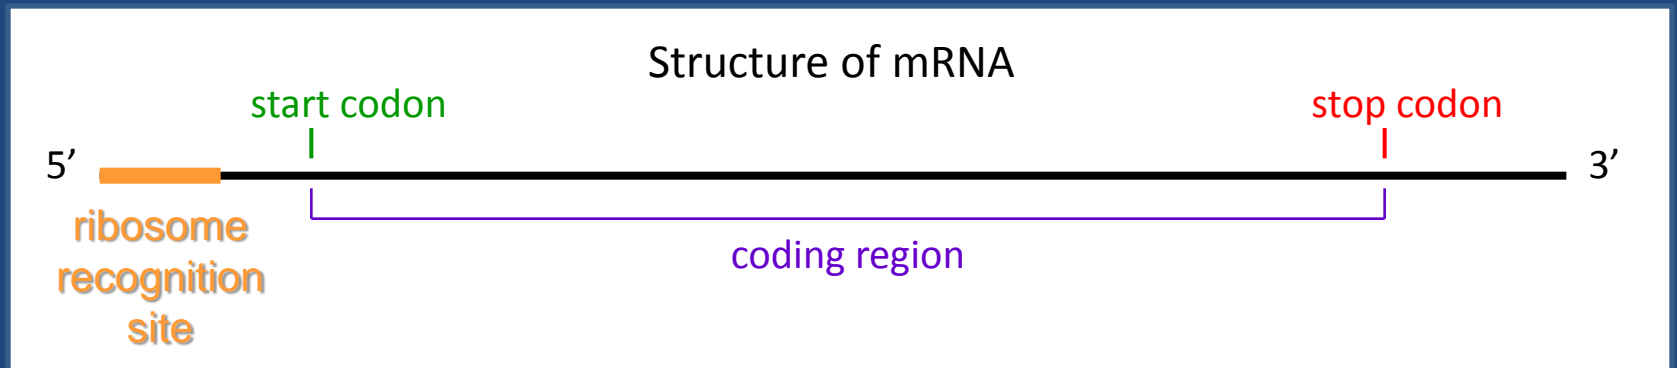 Structure of mRNA
start codon
stop codon
5’
3’
ribosome
recognition
site
coding region